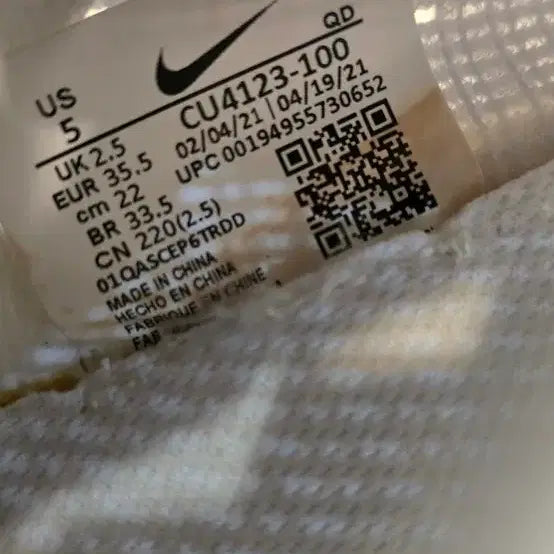 QD
US
5
CU4123-100
02/04/21 | 04/19/21
UPC 00194955730652
UK 2.5
EUR 35.5
cm 22
BR 33.5
CN 220(2.5)
01QASCEP6TRDD
MADE IN CHINA
HECHO EN CHINA
FABRIQUE EN CHINE